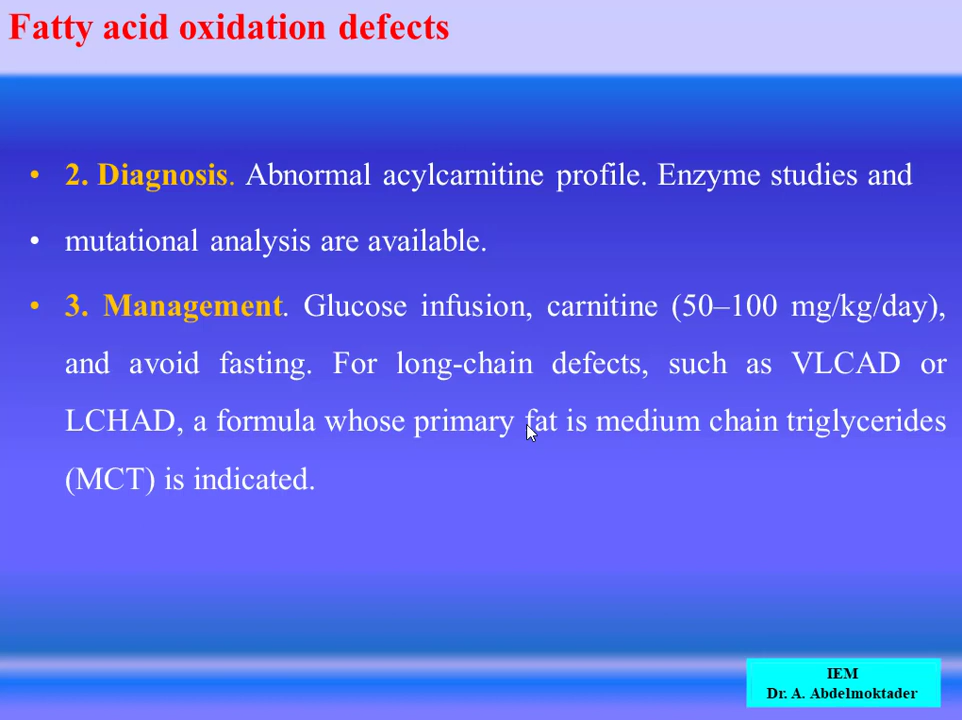 Fatty acid oxidation defects
• 2. Diagnosis. Abnormal acylcarnitine profile. Enzyme studies and
• mutational analysis are available.
• 3. Management. Glucose infusion, carnitine (50–100 mg/kg/day),
and avoid fasting. For long-chain defects, such as VLCAD or
LCHAD, a formula whose primary fat is medium chain triglycerides
(MCT) is indicated.
IEM
Dr. A. Abdelmoktader